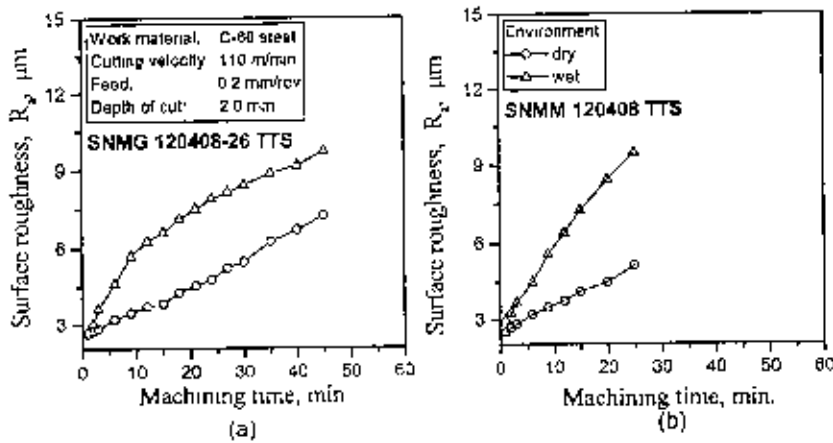 15
12
9
6
3
Surface roughness, Rₐ, μm
Work material, C-60 steel
Cutting velocity 110 m/min
Feed, 0.2 mm/rev
Depth of cut 2.0 mm
SNMG 120408-26 TTS
0 10 20 30 40 50 60
Machining time, min
(a)
15
12
9
6
3
Surface roughness, Rₐ, μm
Environment
dry
wet
SNMM 120408 TTS
0 10 20 30 40 50 60
Machining time, min.
(b)